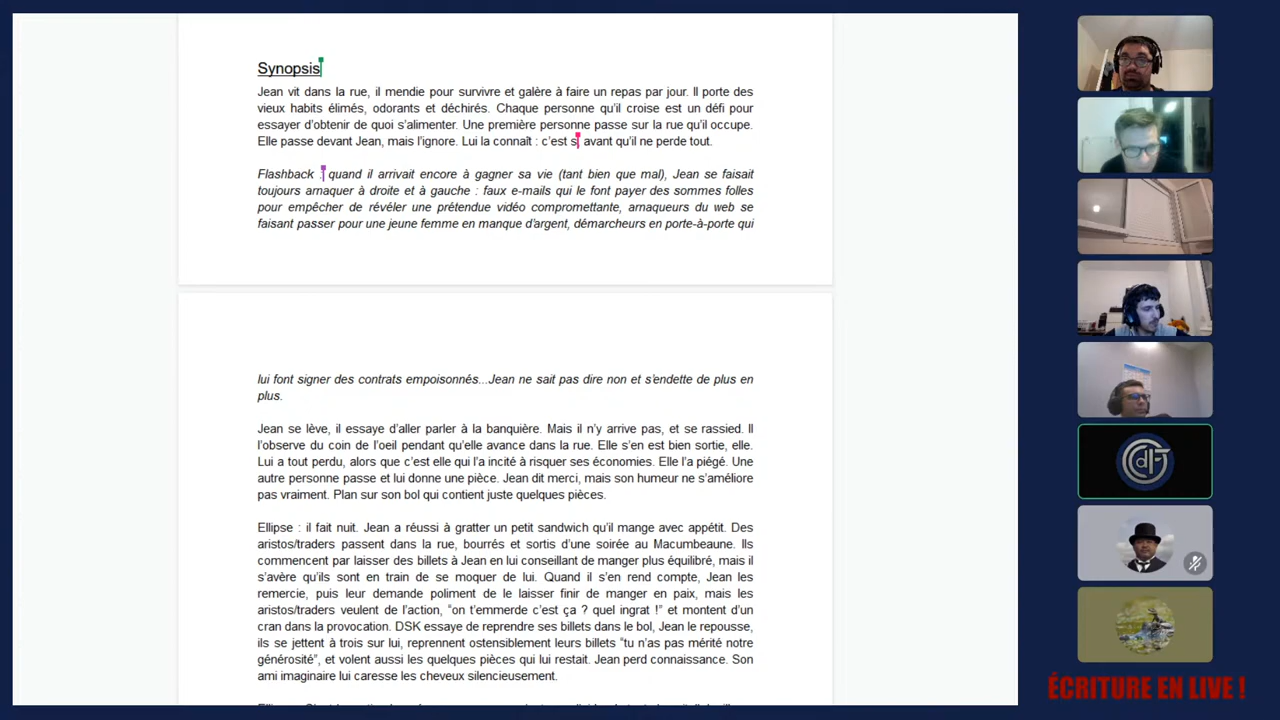 Synopsis
Jean vit dans la rue, il mendie pour survivre et galère à faire un repas par jour. Il porte des
vieux habits élimés, odorants et déchirés. Chaque personne qu'il croise est un défi pour
essayer d'obtenir de quoi s'alimenter. Une première personne passe sur la rue qu'il occupe.
Elle passe devant Jean, mais l'ignore. Lui la connaît : c'est s avant qu'il ne perde tout.
Flashback : quand il arrivait encore à gagner sa vie (tant bien que mal), Jean se faisait
toujours arnaquer à droite et à gauche : faux e-mails qui le font payer des sommes folles
pour empêcher de révéler une prétendue vidéo compromettante, arnaqueurs du web se
faisant passer pour une jeune femme en manque d'argent, démarcheurs en porte-à-porte qui
lui font signer des contrats empoisonnés...Jean ne sait pas dire non et s'endette de plus en
plus.
Jean se lève, il essaye d'aller parler à la banquière. Mais il n'y arrive pas, et se rassied. Il
l'observe du coin de l'oeil pendant qu'elle avance dans la rue. Elle s'en est bien sortie, elle.
Lui a tout perdu, alors que c'est elle qui l'a incité à risquer ses économies. Elle l'a piégé. Une
autre personne passe et lui donne une pièce. Jean dit merci, mais son humeur ne s'améliore
pas vraiment. Plan sur son bol qui contient juste quelques pièces.
Ellipse : il fait nuit. Jean a réussi à gratter un petit sandwich qu'il mange avec appétit. Des
aristos/traders passent dans la rue, bourrés et sortis d'une soirée au Macumbeaune. Ils
commencent par laisser des billets à Jean en lui conseillant de manger plus équilibré, mais il
s'avère qu'ils sont en train de se moquer de lui. Quand il s'en rend compte, Jean les
remercie, puis leur demande poliment de le laisser finir de manger en paix, mais les
aristos/traders veulent de l'action, "on t'emmerde c'est ça ? quel ingrat !" et montent d'un
cran dans la provocation. DSK essaye de reprendre ses billets dans le bol, Jean le repousse,
ils se jettent à trois sur lui, reprennent ostensiblement leurs billets "tu n'as pas mérité notre
générosité", et volent aussi les quelques pièces qui lui restait. Jean perd connaissance. Son
ami imaginaire lui caresse les cheveux silencieusement.
ÉCRITURE EN LIVE !